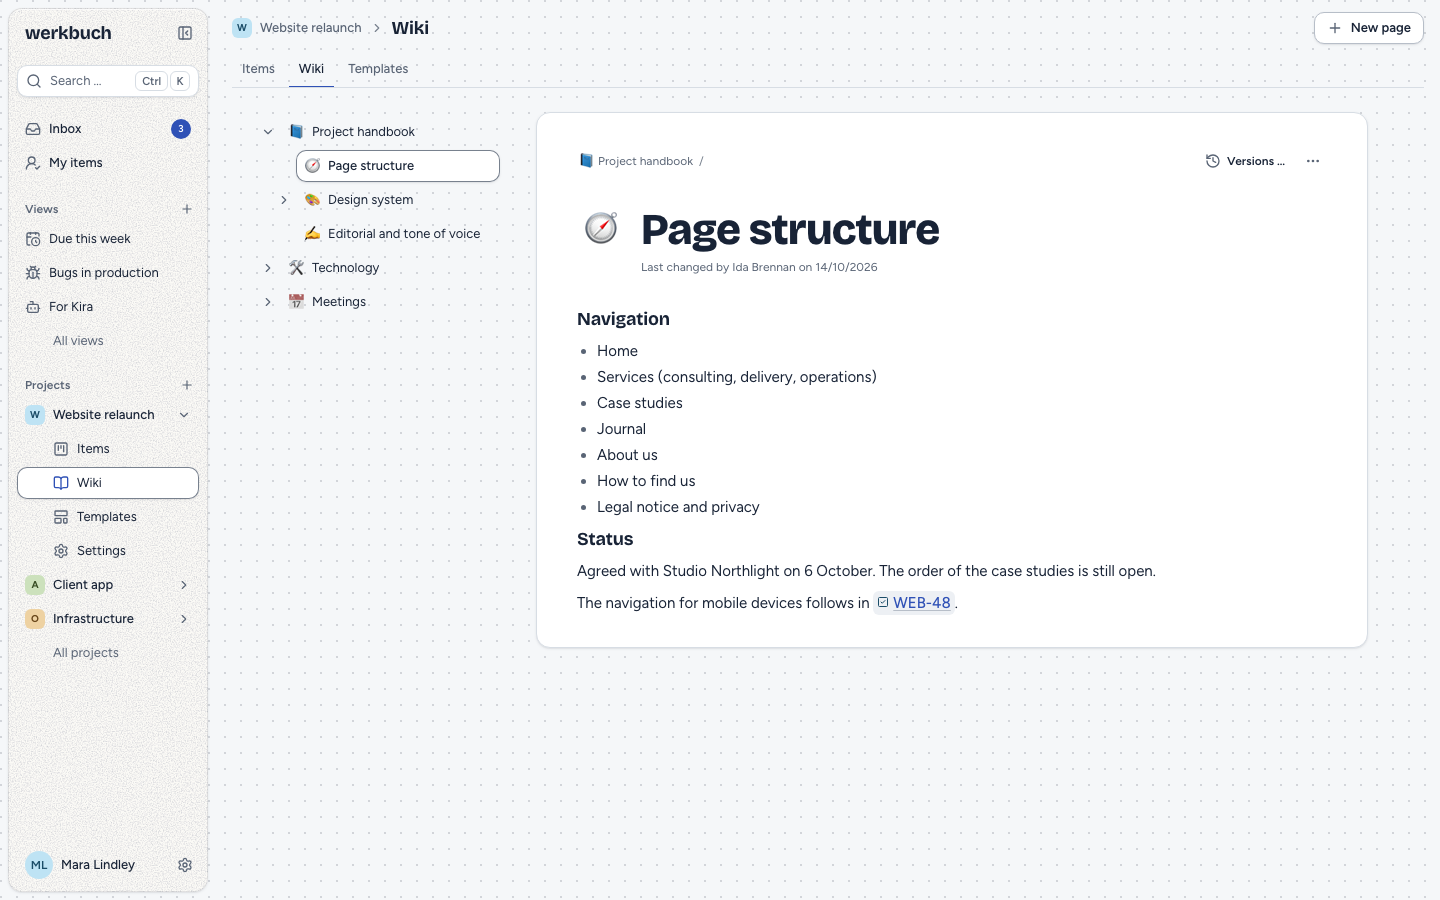 werkbuch
Search ...
Ctrl K
Inbox
3
My items
Views
Due this week
Bugs in production
For Kira
All views
Projects
W Website relaunch
Items
Wiki
Templates
Settings
A Client app
O Infrastructure
All projects
ML Mara Lindley
W Website relaunch > Wiki
New page
Items Wiki Templates
Project handbook
Page structure
Design system
Editorial and tone of voice
Technology
17 Meetings
Project handbook /
Versions ...
Page structure
Last changed by Ida Brennan on 14/10/2026
Navigation
• Home
• Services (consulting, delivery, operations)
• Case studies
• Journal
• About us
• How to find us
• Legal notice and privacy
Status
Agreed with Studio Northlight on 6 October. The order of the case studies is still open.
The navigation for mobile devices follows in WEB-48.